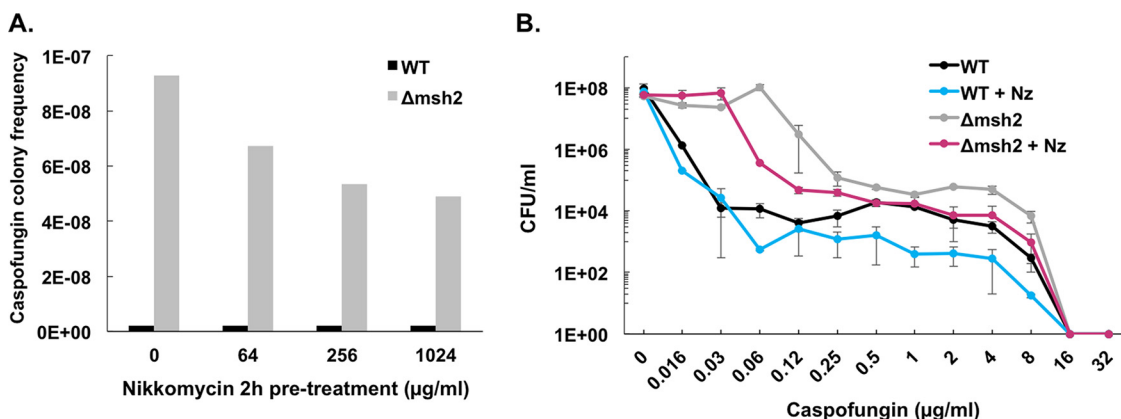 A.
Caspofungin colony frequency
1E-07
8E-08
6E-08
4E-08
2E-08
0E+00
WT
Δmsh2
0 64 256 1024
Nikkomycin 2h pre-treatment (µg/ml)
B.
CFU/ml
1E+08
1E+06
1E+04
1E+02
1E+00
WT
WT + Nz
Δmsh2
Δmsh2 + Nz
0 0.016 0.03 0.06 0.12 0.25 0.5 1 2 4 8 16 32
Caspofungin (µg/ml)